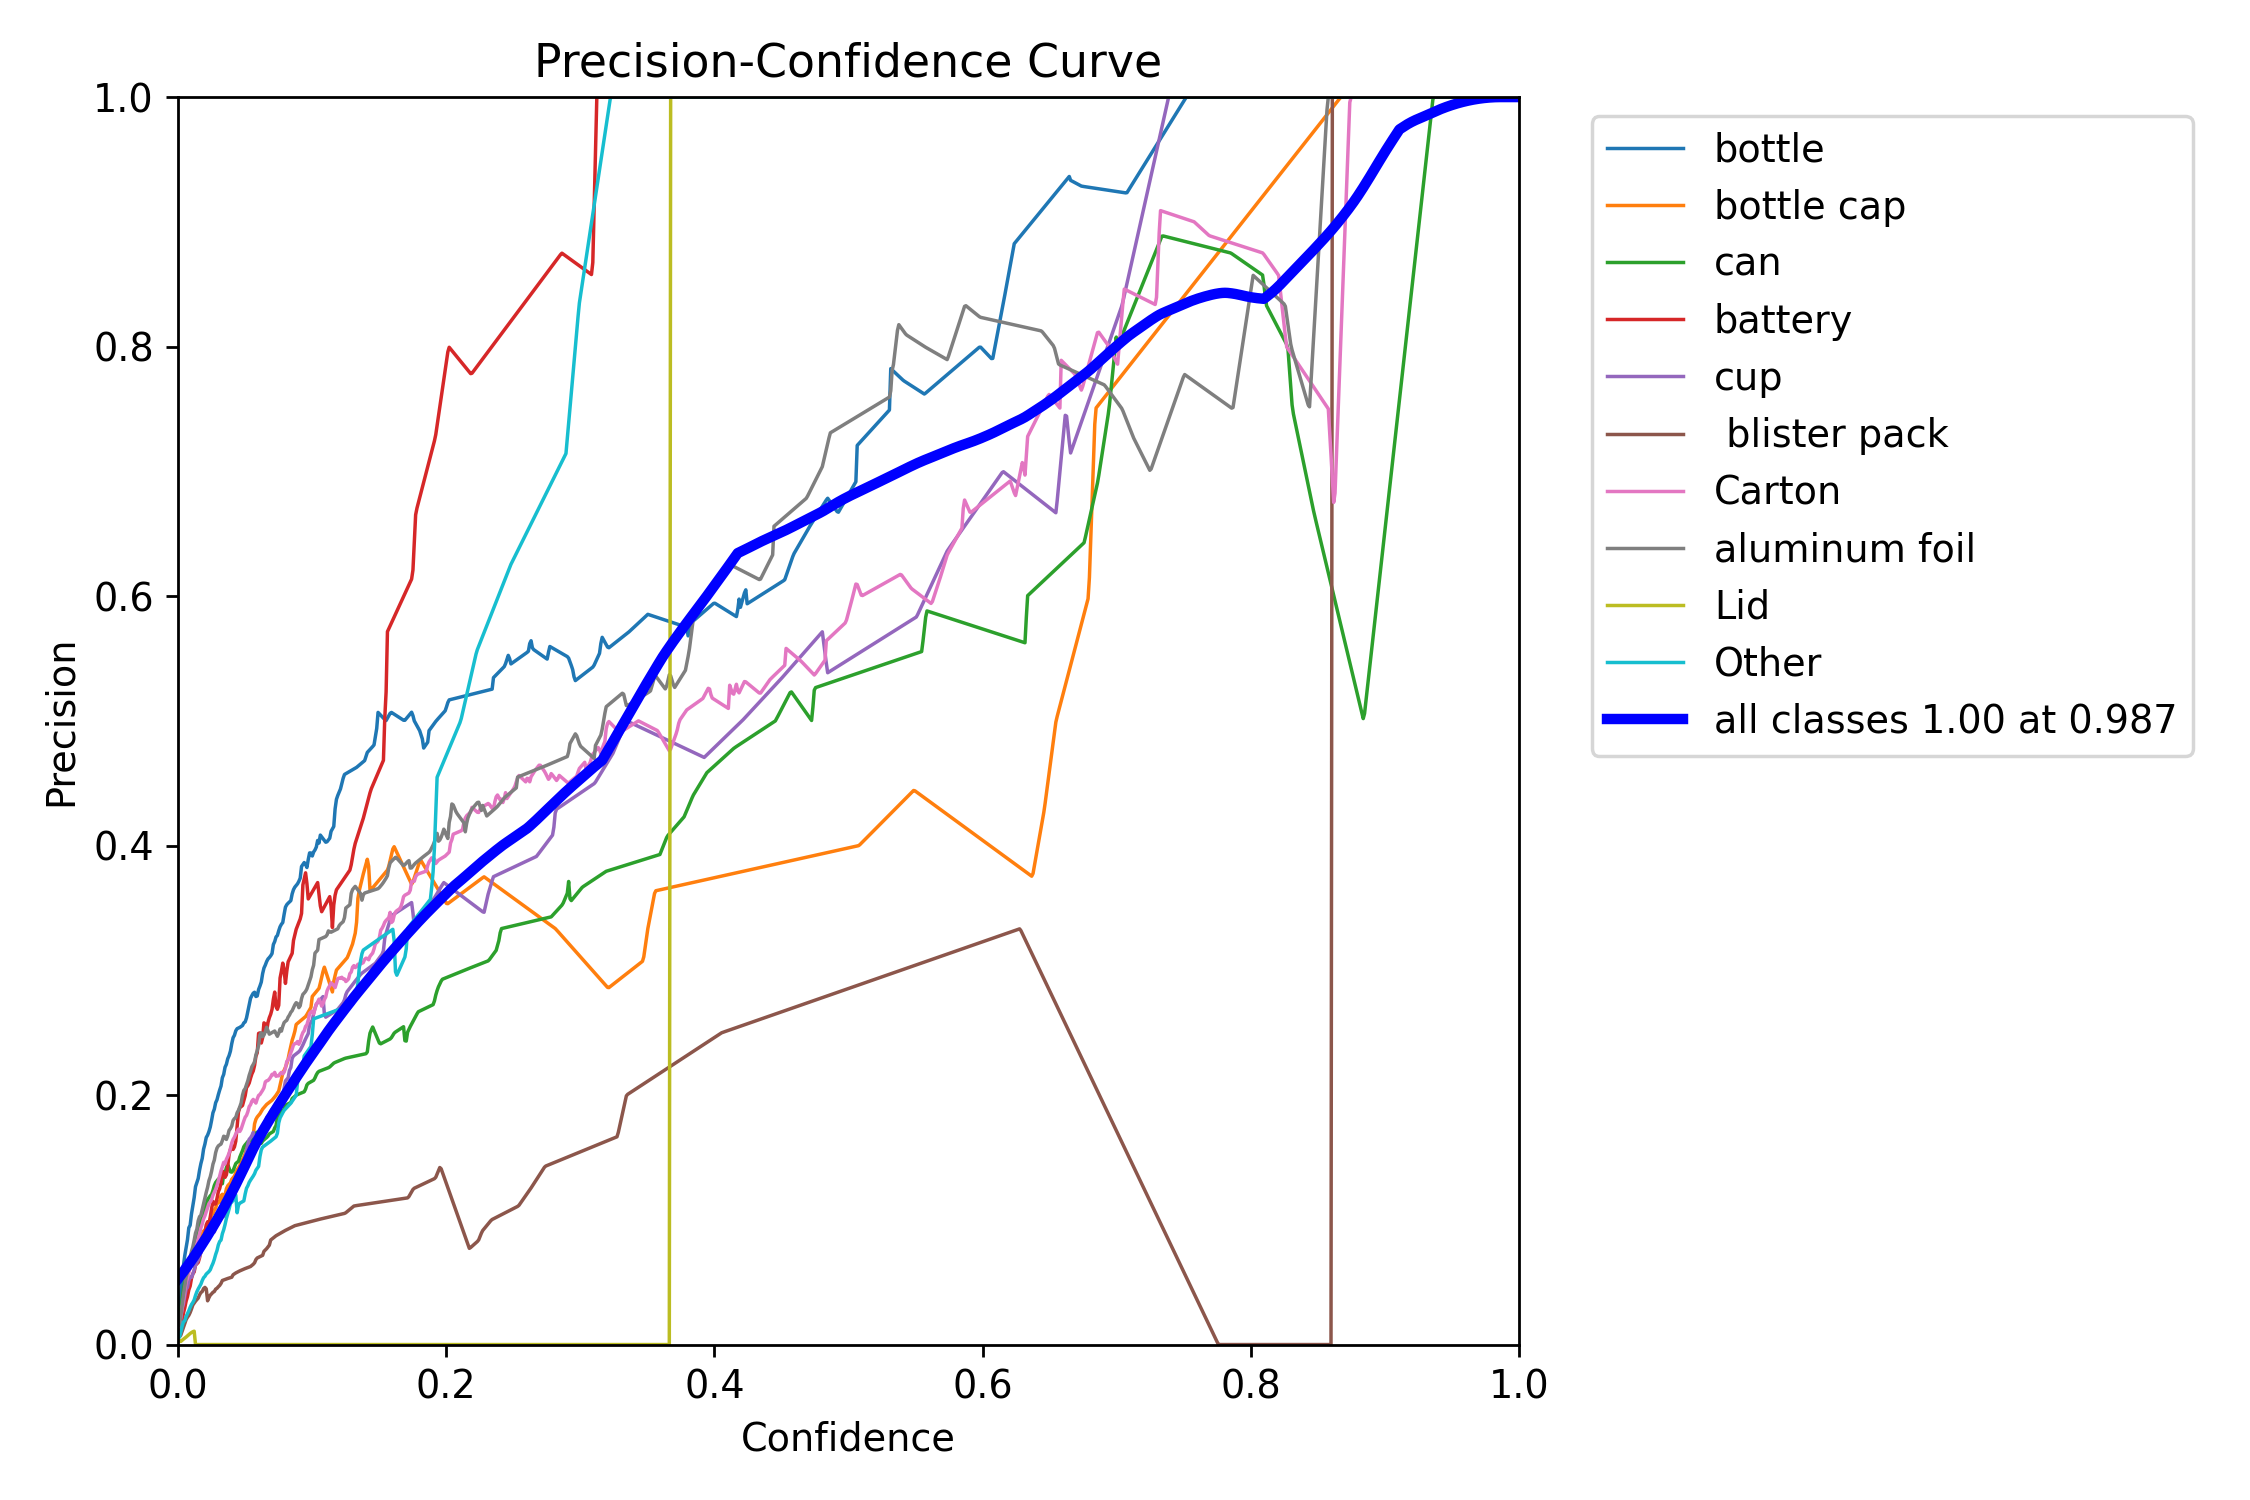 Precision-Confidence Curve
1.0
0.8
0.6
0.4
0.2
0.0
Precision
0.0 0.2 0.4 0.6 0.8 1.0
Confidence
bottle
bottle cap
can
battery
cup
blister pack
Carton
aluminum foil
Lid
Other
all classes 1.00 at 0.987